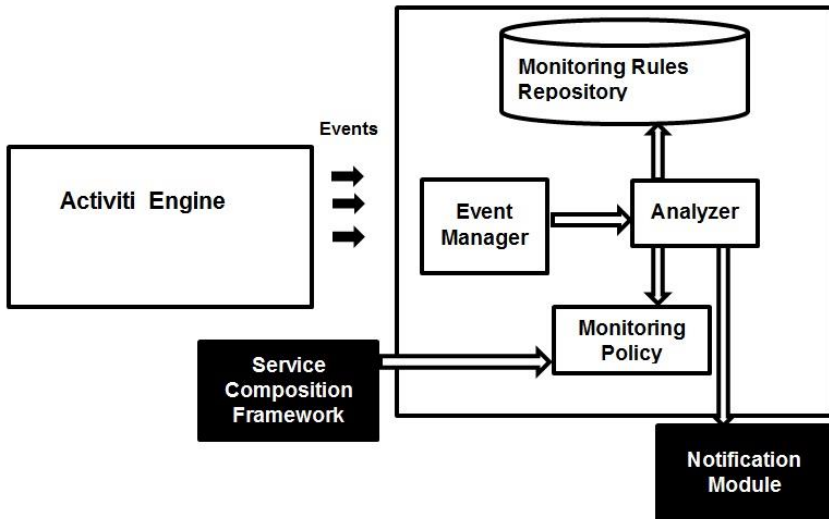 Monitoring Rules
Repository
Events
Activiti Engine
Event
Manager
Analyzer
Monitoring
Policy
Service
Composition
Framework
Notification
Module